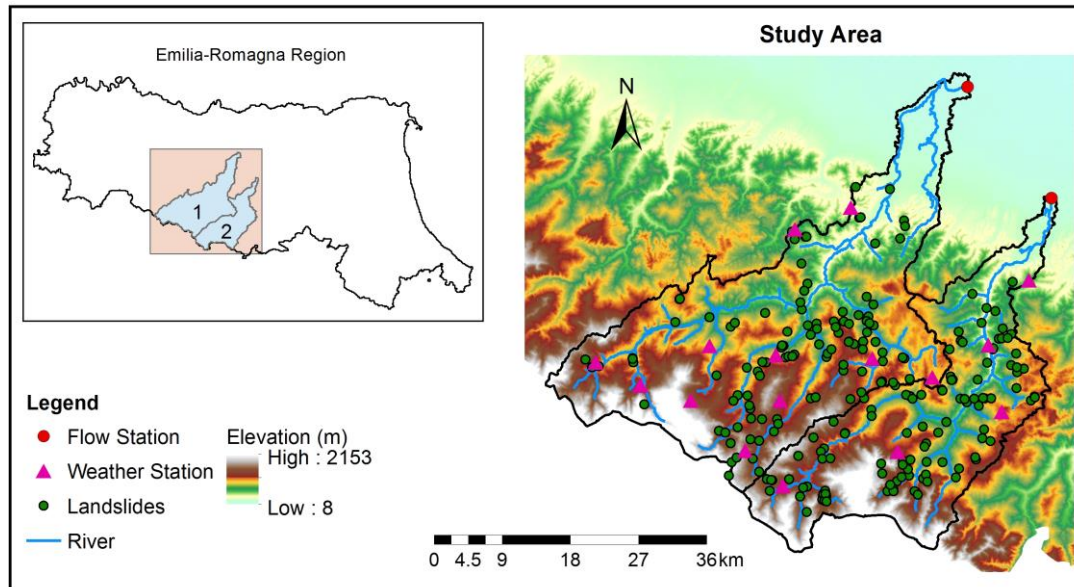 Emilia-Romagna Region
1
2
Study Area
N
Legend
Flow Station
Weather Station
Landslides
River
Elevation (m)
High : 2153
Low : 8
0 2 4.5 9 18 27 36km